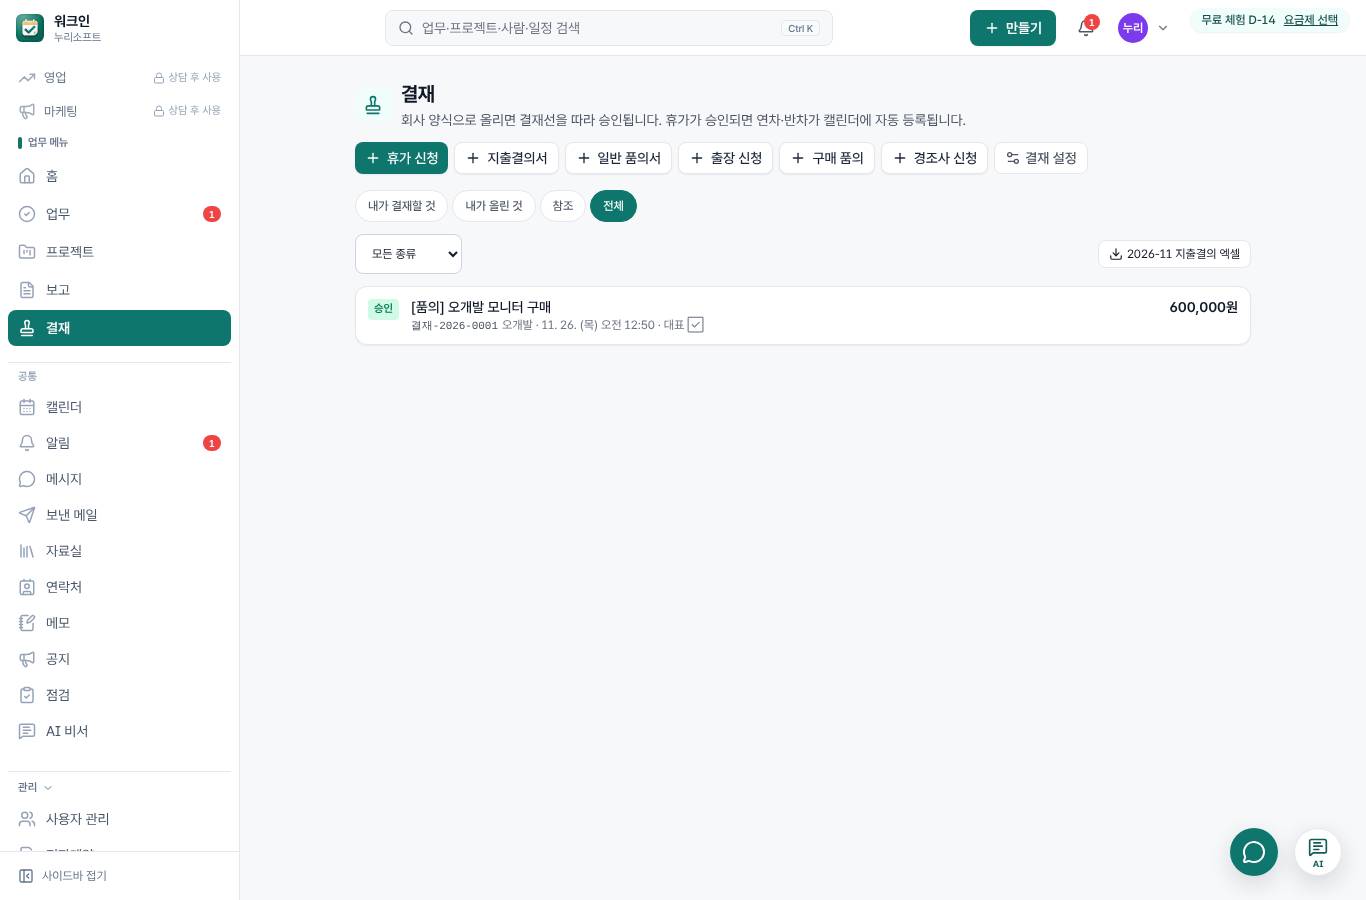 워크인
누리소프트
업무·프로젝트·사람·일정 검색
Ctrl K
만들기
1
누리
무료 체험 D-14 요금제 선택
영업
상담 후 사용
마케팅
상담 후 사용
업무 메뉴
홈
업무
1
프로젝트
보고
결재
공통
캘린더
알림
1
메시지
보낸 메일
자료실
연락처
메모
공지
점검
AI 비서
관리
사용자 관리
사이드바 접기
결재
회사 양식으로 올리면 결재선을 따라 승인됩니다. 휴가가 승인되면 연차·반차가 캘린더에 자동 등록됩니다.
휴가 신청
지출결의서
일반 품의서
출장 신청
구매 품의
경조사 신청
결재 설정
내가 결재할 것
내가 올린 것
참조
전체
모든 종류
2026-11 지출결의 엑셀
승인
[품의] 오개발 모니터 구매
600,000원
결재-2026-0001 오개발 · 11. 26. (목) 오전 12:50 · 대표
AI